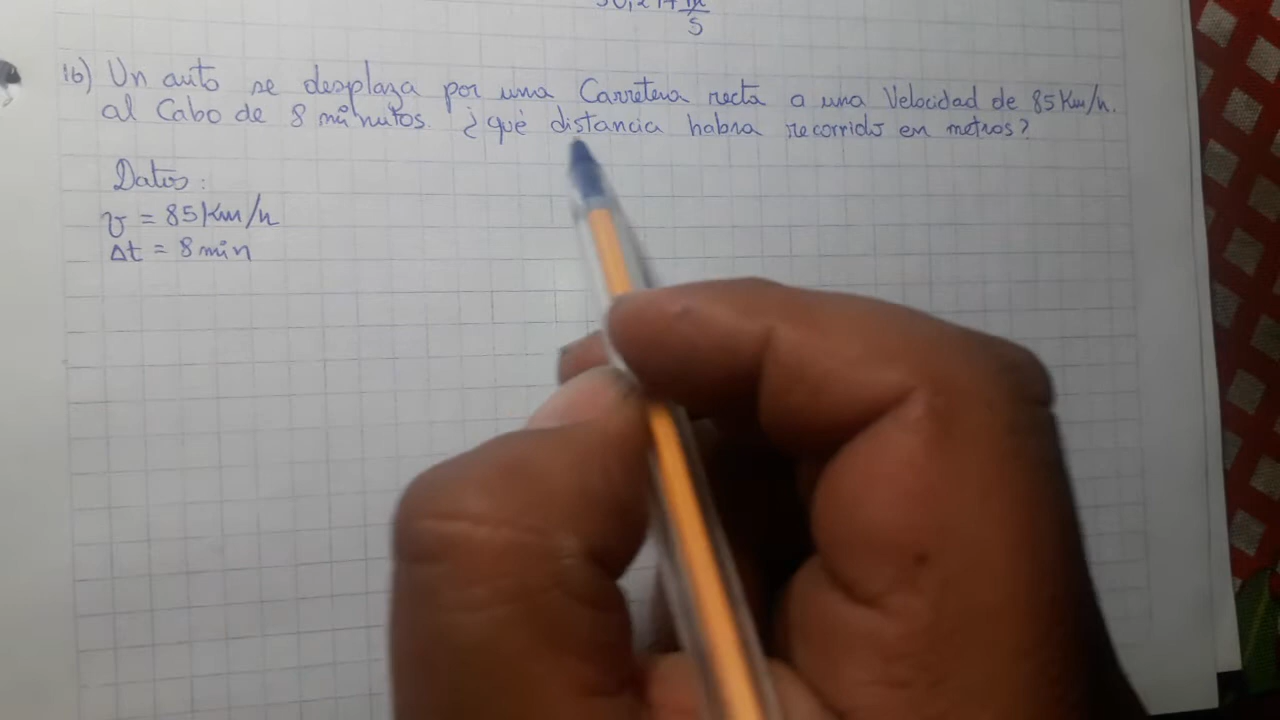 m
s
16) Un auto se desplaza por una Carretera recta a una Velocidad de 85 Km/h.
al Cabo de 8 minutos. ¿qué distancia habra recorrido en metros?
Datos:
v = 85 Km/h
Δt = 8 min